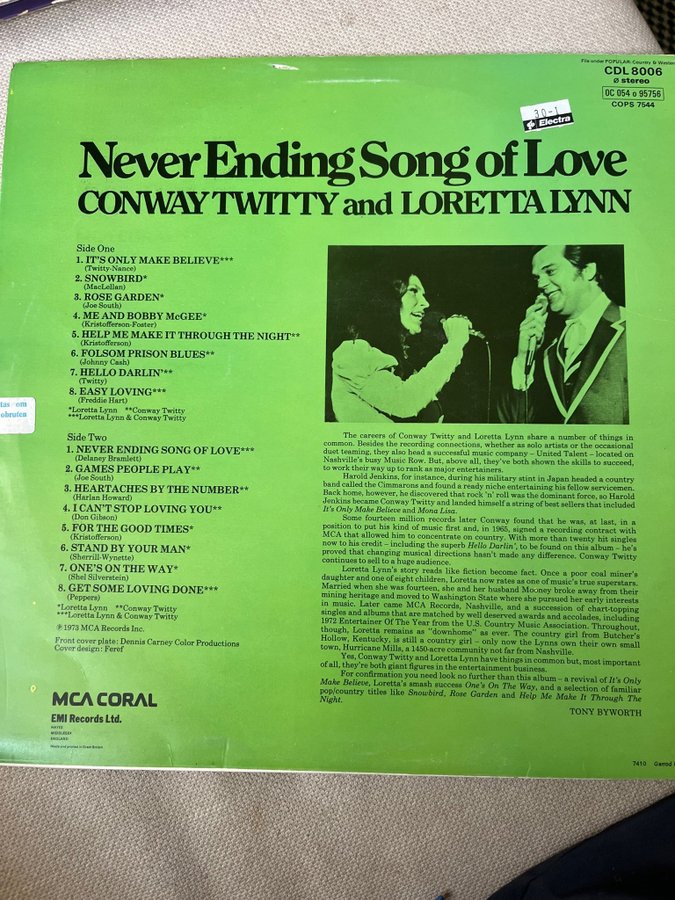 File under POPULAR: Country & Western
CDL 8006
ø stereo
0C 054 o 95756
COPS 7544
30-1
Electra
Never Ending Song of Love
CONWAY TWITTY and LORETTA LYNN
Side One
1. IT'S ONLY MAKE BELIEVE***
(Twitty-Nance)
2. SNOWBIRD*
(MacLellan)
3. ROSE GARDEN*
(Joe South)
4. ME AND BOBBY McGEE*
(Kristofferson-Foster)
5. HELP ME MAKE IT THROUGH THE NIGHT**
(Kristofferson)
6. FOLSOM PRISON BLUES**
(Johnny Cash)
7. HELLO DARLIN'**
(Twitty)
8. EASY LOVING***
(Freddie Hart)
*Loretta Lynn **Conway Twitty
***Loretta Lynn & Conway Twitty
Side Two
1. NEVER ENDING SONG OF LOVE***
(Delaney Bramlett)
2. GAMES PEOPLE PLAY**
(Joe South)
3. HEARTACHES BY THE NUMBER**
(Harlan Howard)
4. I CAN'T STOP LOVING YOU**
(Don Gibson)
5. FOR THE GOOD TIMES*
(Kristofferson)
6. STAND BY YOUR MAN*
(Sherrill-Wynette)
7. ONE'S ON THE WAY*
(Shel Silverstein)
8. GET SOME LOVING DONE***
(Peppers)
*Loretta Lynn **Conway Twitty
***Loretta Lynn & Conway Twitty
℗ 1973 MCA Records Inc.
Front cover plate: Dennis Carney Color Productions
Cover design: Feref
MCA CORAL
EMI Records Ltd.
HAYES
MIDDLESEX
ENGLAND
Made and printed in Great Britain
The careers of Conway Twitty and Loretta Lynn share a number of things in
common. Besides the recording connections, whether as solo artists or the occasional
duet teaming, they also head a successful music company – United Talent – located on
Nashville's busy Music Row. But, above all, they've both shown the skills to succeed,
to work their way up to rank as major entertainers.
Harold Jenkins, for instance, during his military stint in Japan headed a country
band called the Cimmarons and found a ready niche entertaining his fellow servicemen.
Back home, however, he discovered that rock 'n' roll was the dominant force, so Harold
Jenkins became Conway Twitty and landed himself a string of best sellers that included
It's Only Make Believe and Mona Lisa.
Some fourteen million records later Conway found that he was, at last, in a
position to put his kind of music first and, in 1965, signed a recording contract with
MCA that allowed him to concentrate on country. With more than twenty hit singles
now to his credit – including the superb Hello Darlin', to be found on this album – he's
proved that changing musical directions hasn't made any difference. Conway Twitty
continues to sell to a huge audience.
Loretta Lynn's story reads like fiction become fact. Once a poor coal miner's
daughter and one of eight children, Loretta now rates as one of music's true superstars.
Married when she was fourteen, she and her husband Mooney broke away from their
mining heritage and moved to Washington State where she pursued her early interests
in music. Later came MCA Records, Nashville, and a succession of chart-topping
singles and albums that are matched by well deserved awards and accolades, including
1972 Entertainer Of The Year from the U.S. Country Music Association. Throughout,
though, Loretta remains as "downhome" as ever. The country girl from Butcher's
Hollow, Kentucky, is still a country girl – only now the Lynns own their own small
town, Hurricane Mills, a 1450-acre community not far from Nashville.
Yes, Conway Twitty and Loretta Lynn have things in common but, most important
of all, they're both giant figures in the entertainment business.
For confirmation you need look no further than this album – a revival of It's Only
Make Believe, Loretta's smash success One's On The Way, and a selection of familiar
pop/country titles like Snowbird, Rose Garden and Help Me Make It Through The
Night.
TONY BYWORTH
7410 Garrod